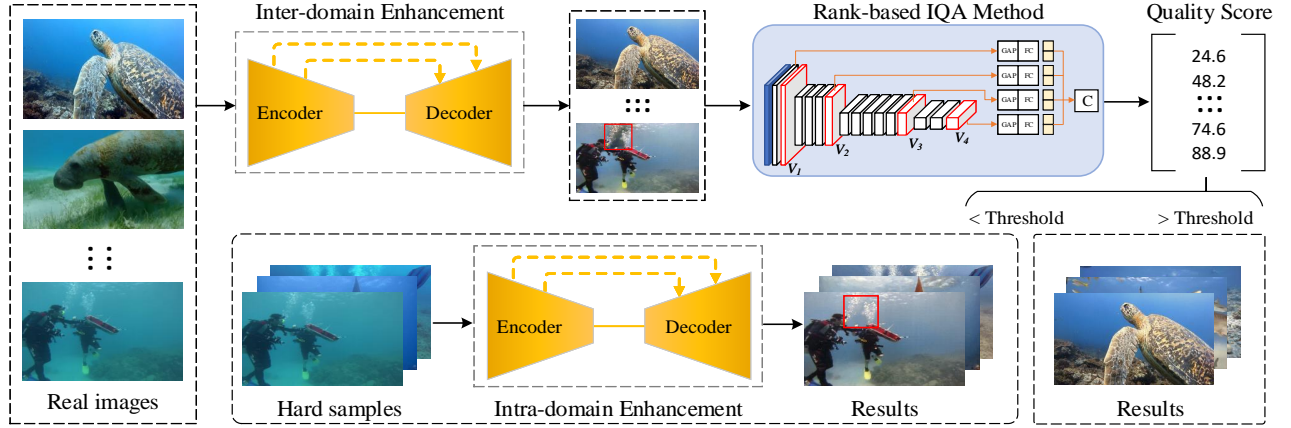 Inter-domain Enhancement
Rank-based IQA Method
Quality Score
Encoder
Decoder
GAP FC
GAP FC
GAP FC
GAP FC
C
V1
V2
V3
V4
24.6
48.2
74.6
88.9
< Threshold
> Threshold
Encoder
Decoder
Real images
Hard samples
Intra-domain Enhancement
Results
Results